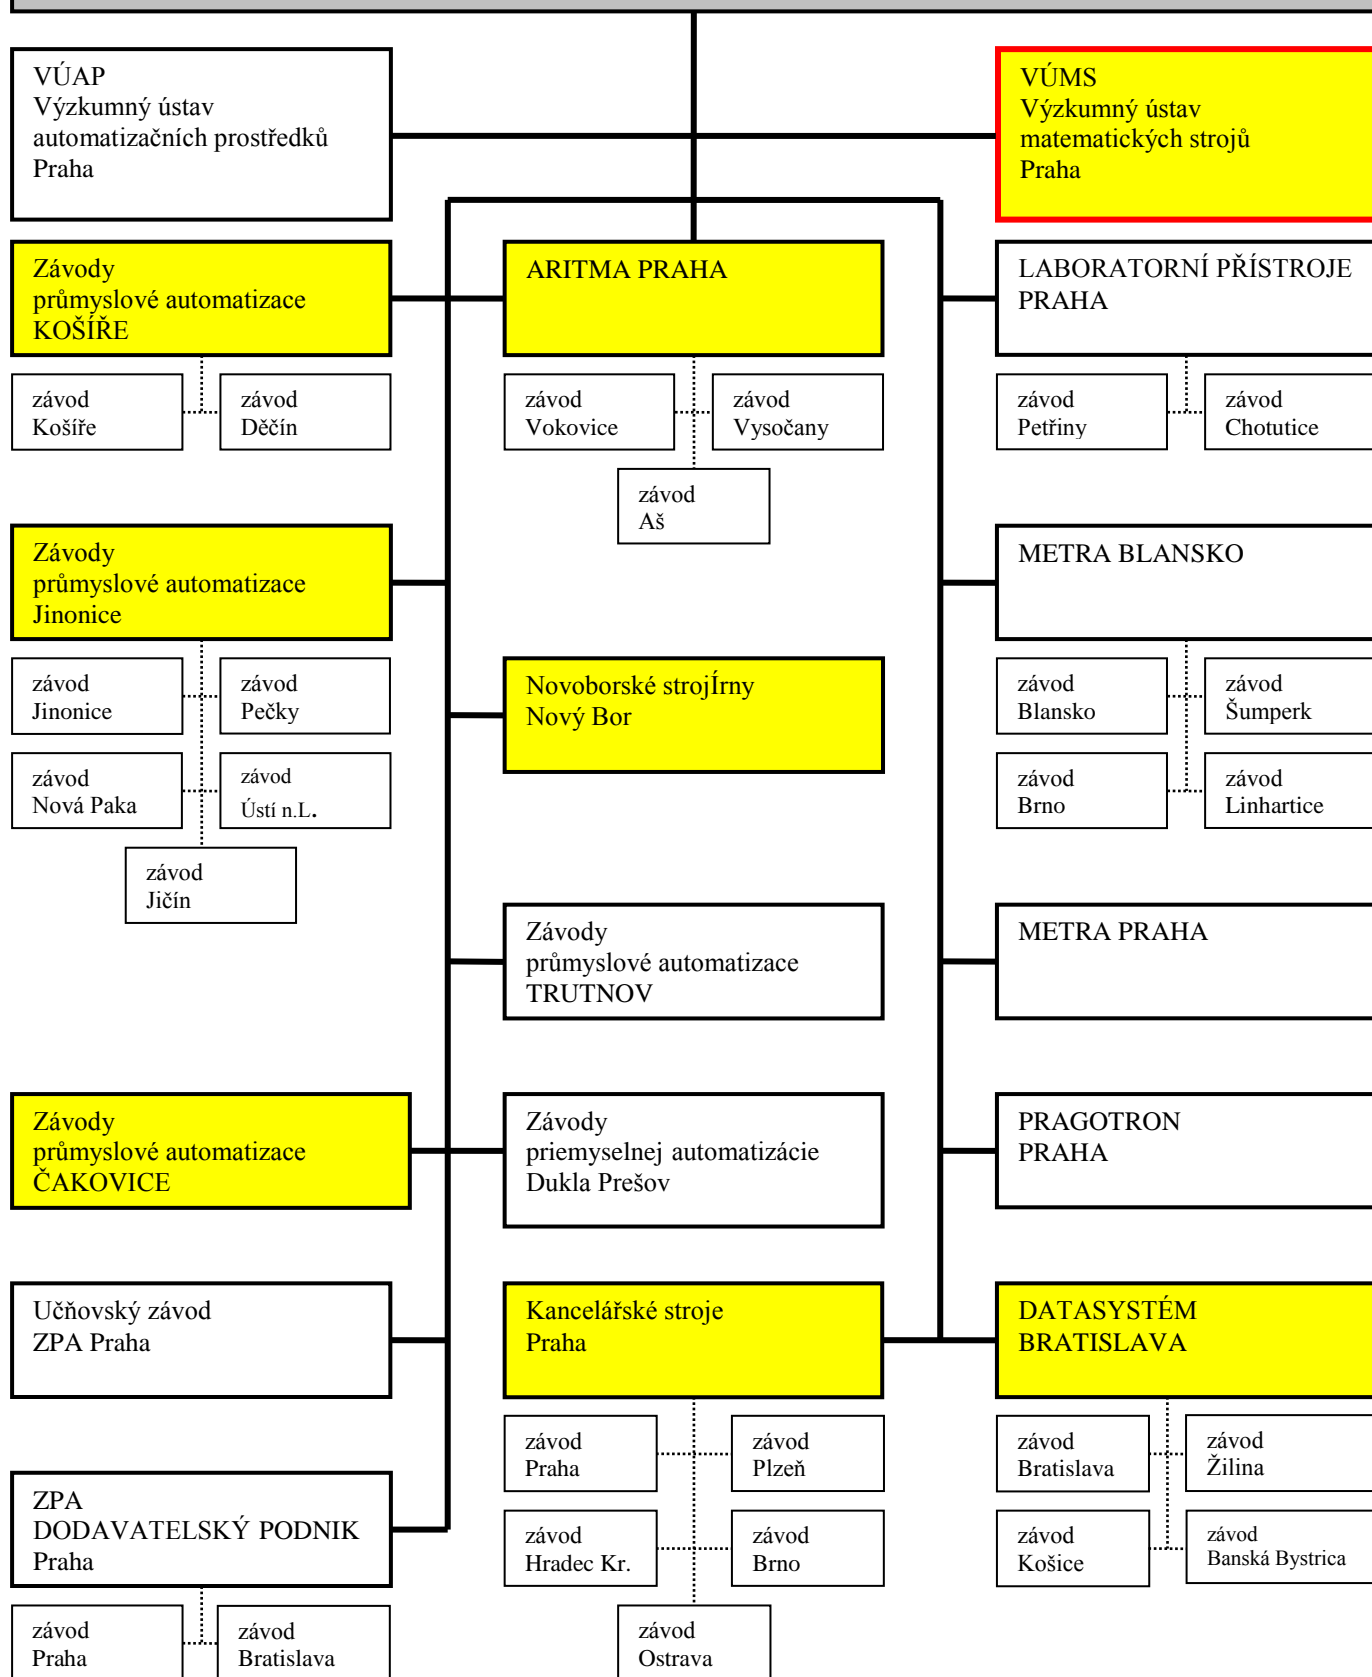 VÚAP
Výzkumný ústav
automatizačních prostředků
Praha
VÚMS
Výzkumný ústav
matematických strojů
Praha
Závody
průmyslové automatizace
KOŠÍŘE
ARITMA PRAHA
LABORATORNÍ PŘÍSTROJE
PRAHA
závod
Košíře
závod
Děčín
závod
Vokovice
závod
Vysočany
závod
Petřiny
závod
Chotutice
závod
Aš
Závody
průmyslové automatizace
Jinonice
METRA BLANSKO
závod
Jinonice
závod
Pečky
Novoborské strojÍrny
Nový Bor
závod
Blansko
závod
Šumperk
závod
Nová Paka
závod
Ústí n.L.
závod
Brno
závod
Linhartice
závod
Jičín
Závody
průmyslové automatizace
TRUTNOV
METRA PRAHA
Závody
průmyslové automatizace
ČAKOVICE
Závody
priemyselnej automatizácie
Dukla Prešov
PRAGOTRON
PRAHA
Učňovský závod
ZPA Praha
Kancelářské stroje
Praha
DATASYSTÉM
BRATISLAVA
závod
Praha
závod
Plzeň
závod
Bratislava
závod
Žilina
ZPA
DODAVATELSKÝ PODNIK
Praha
závod
Hradec Kr.
závod
Brno
závod
Košice
závod
Banská Bystrica
závod
Praha
závod
Bratislava
závod
Ostrava